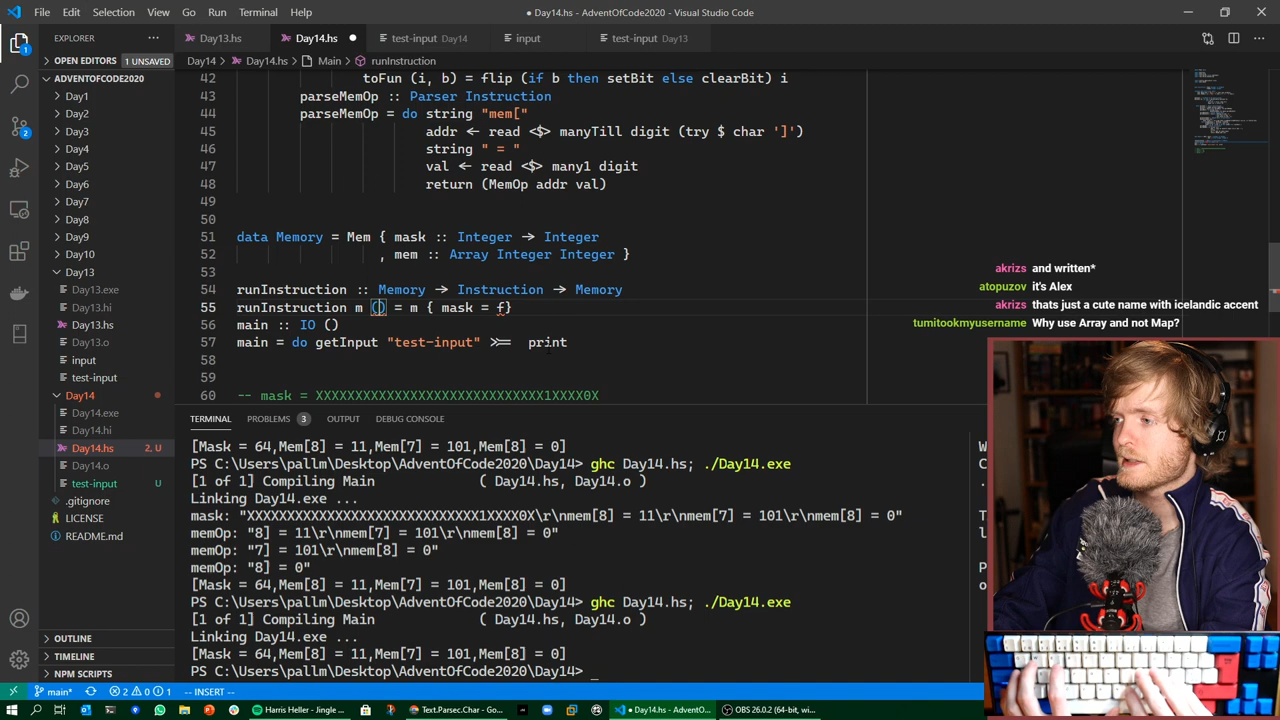 File Edit Selection View Go Run Terminal Help
● Day14.hs - AdventOfCode2020 - Visual Studio Code
EXPLORER
Day13.hs
Day14.hs
test-input Day14
input
test-input Day13
OPEN EDITORS 1 UNSAVED
Day14 > Day14.hs > Main > runInstruction
ADVENTOFCODE2020
Day1
Day2
Day3
Day4
Day5
Day6
Day7
Day8
Day9
Day10
Day13
Day13.exe
Day13.hi
Day13.hs
Day13.o
input
test-input
Day14
Day14.exe
Day14.hi
Day14.hs 2, U
Day14.o
test-input U
.gitignore
LICENSE
README.md
OUTLINE
TIMELINE
NPM SCRIPTS
42 toFun (i, b) = flip (if b then setBit else clearBit) i
43 parseMemOp :: Parser Instruction
44 parseMemOp = do string "mem["
45 addr <- read <$> manyTill digit (try $ char ']')
46 string " = "
47 val <- read <$> many1 digit
48 return (MemOp addr val)
49
50
51 data Memory = Mem { mask :: Integer -> Integer
52 , mem :: Array Integer Integer }
53
54 runInstruction :: Memory -> Instruction -> Memory
55 runInstruction m () = m { mask = f}
56 main :: IO ()
57 main = do getInput "test-input" >>= print
58
59
60 -- mask = XXXXXXXXXXXXXXXXXXXXXXXXXXXXX1XXXX0X
akrizs and written*
atopuzov it's Alex
akrizs thats just a cute name with icelandic accent
tumitookmyusername Why use Array and not Map?
TERMINAL PROBLEMS 3 OUTPUT DEBUG CONSOLE
[Mask = 64,Mem[8] = 11,Mem[7] = 101,Mem[8] = 0]
PS C:\Users\pallm\Desktop\AdventOfCode2020\Day14> ghc Day14.hs; ./Day14.exe
[1 of 1] Compiling Main ( Day14.hs, Day14.o )
Linking Day14.exe ...
mask: "XXXXXXXXXXXXXXXXXXXXXXXXXXXXX1XXXX0X\r\nmem[8] = 11\r\nmem[7] = 101\r\nmem[8] = 0"
memOp: "8] = 11\r\nmem[7] = 101\r\nmem[8] = 0"
memOp: "7] = 101\r\nmem[8] = 0"
memOp: "8] = 0"
[Mask = 64,Mem[8] = 11,Mem[7] = 101,Mem[8] = 0]
PS C:\Users\pallm\Desktop\AdventOfCode2020\Day14> ghc Day14.hs; ./Day14.exe
[1 of 1] Compiling Main ( Day14.hs, Day14.o )
Linking Day14.exe ...
[Mask = 64,Mem[8] = 11,Mem[7] = 101,Mem[8] = 0]
PS C:\Users\pallm\Desktop\AdventOfCode2020\Day14> _
main* 2 0 1 -- INSERT --
Harris Heller - Jingle ...
Text.Parsec.Char - Go...
● Day14.hs - AdventO...
OBS 26.0.2 (64-bit, wi...